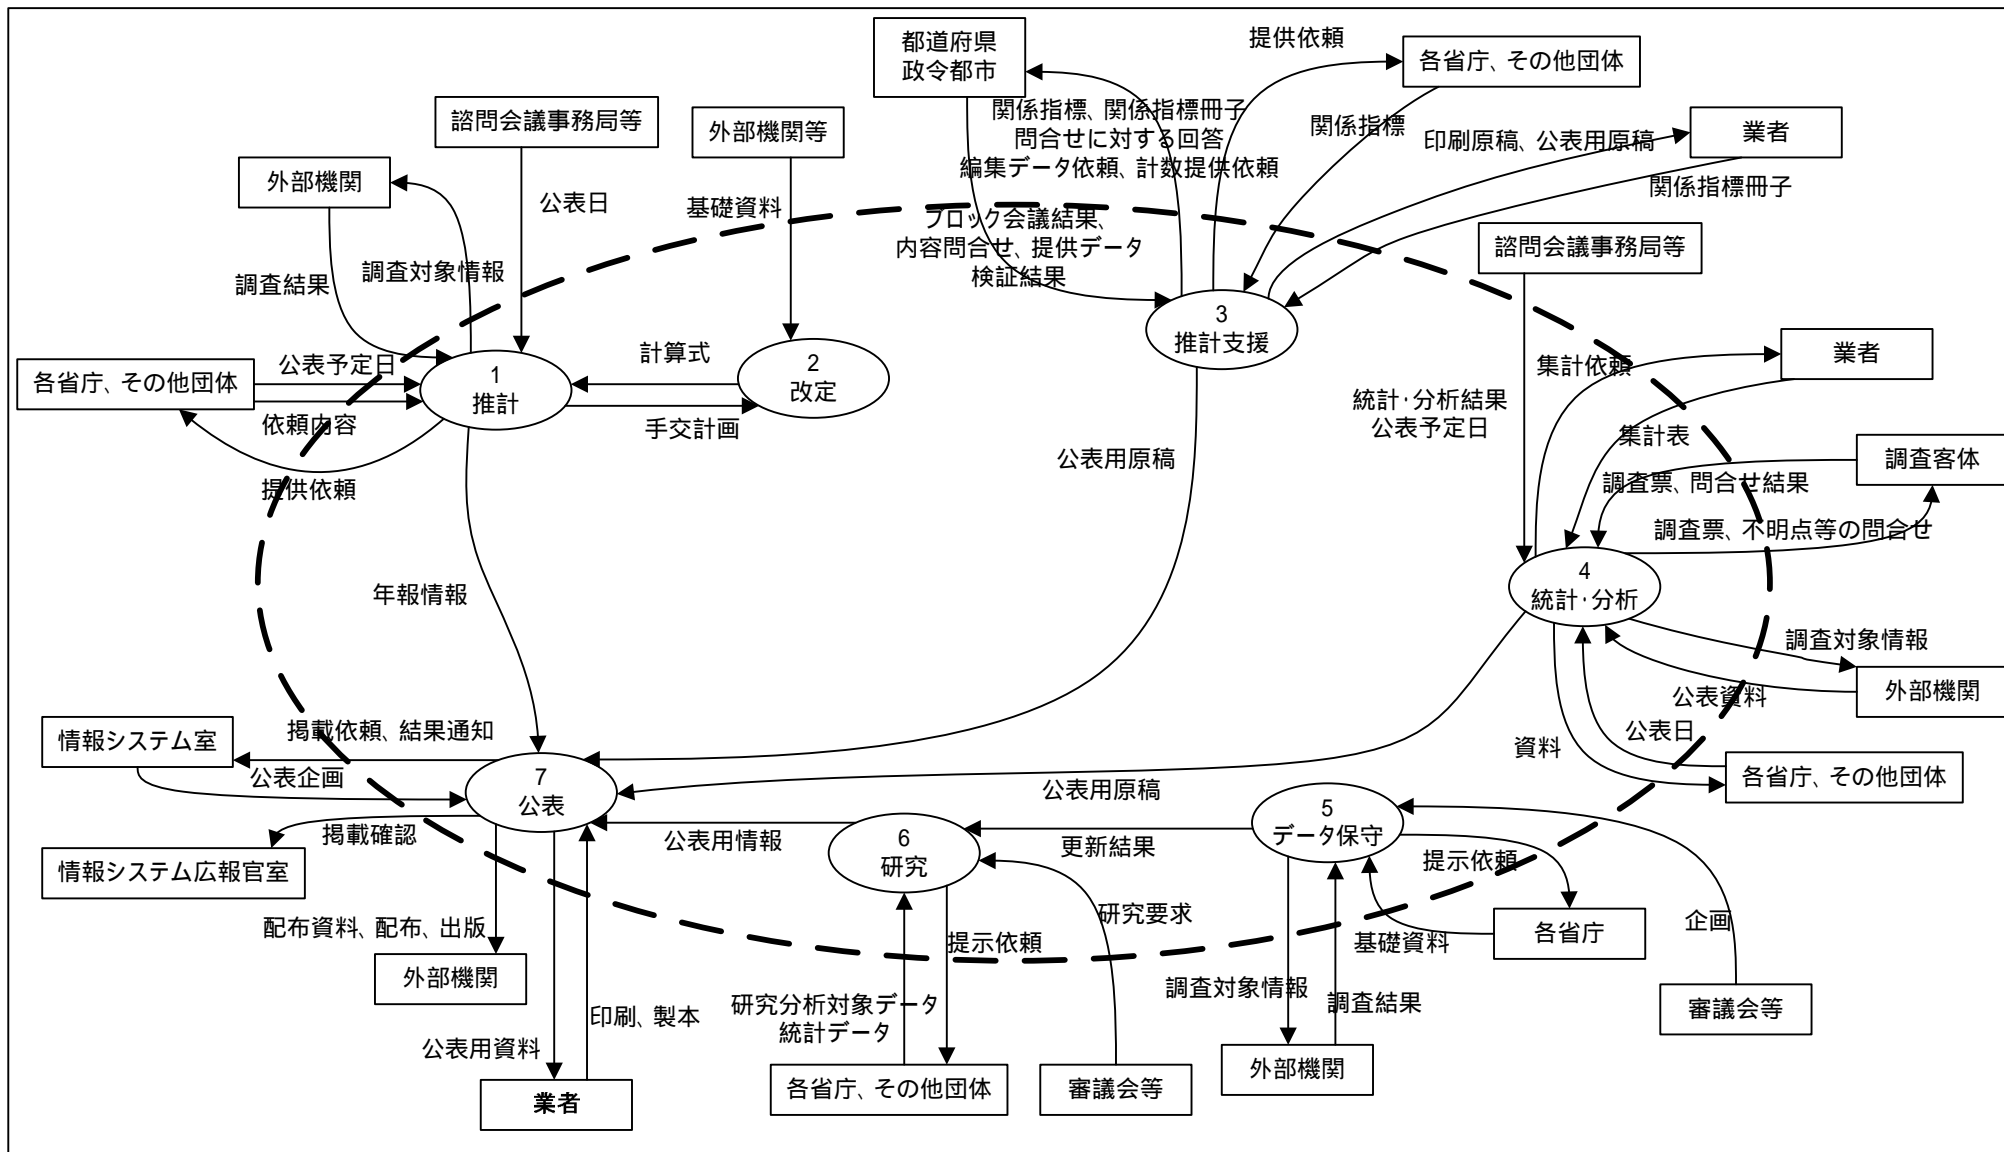 都道府県
政令都市
提供依頼
各省庁、その他団体
諮問会議事務局等
外部機関等
関係指標、関係指標冊子
問合せに対する回答
編集データ依頼、計数提供依頼
関係指標
印刷原稿、公表用原稿
業者
関係指標冊子
外部機関
公表日
基礎資料
ブロック会議結果、
内容問合せ、提供データ
検証結果
諮問会議事務局等
調査結果
調査対象情報
3
推計支援
各省庁、その他団体
公表予定日
依頼内容
提供依頼
1
推計
計算式
手交計画
2
改定
集計依頼
業者
統計・分析結果
公表予定日
集計表
調査客体
調査票、問合せ結果
調査票、不明点等の問合せ
公表用原稿
4
統計・分析
年報情報
調査対象情報
外部機関
公表資料
公表日
資料
各省庁、その他団体
情報システム室
掲載依頼、結果通知
公表企画
7
公表
公表用原稿
掲載確認
情報システム広報官室
公表用情報
6
研究
更新結果
5
データ保守
提示依頼
各省庁
基礎資料
企画
審議会等
配布資料、配布、出版
外部機関
提示依頼
研究要求
研究分析対象データ
統計データ
調査対象情報
調査結果
印刷、製本
公表用資料
業者
各省庁、その他団体
審議会等
外部機関